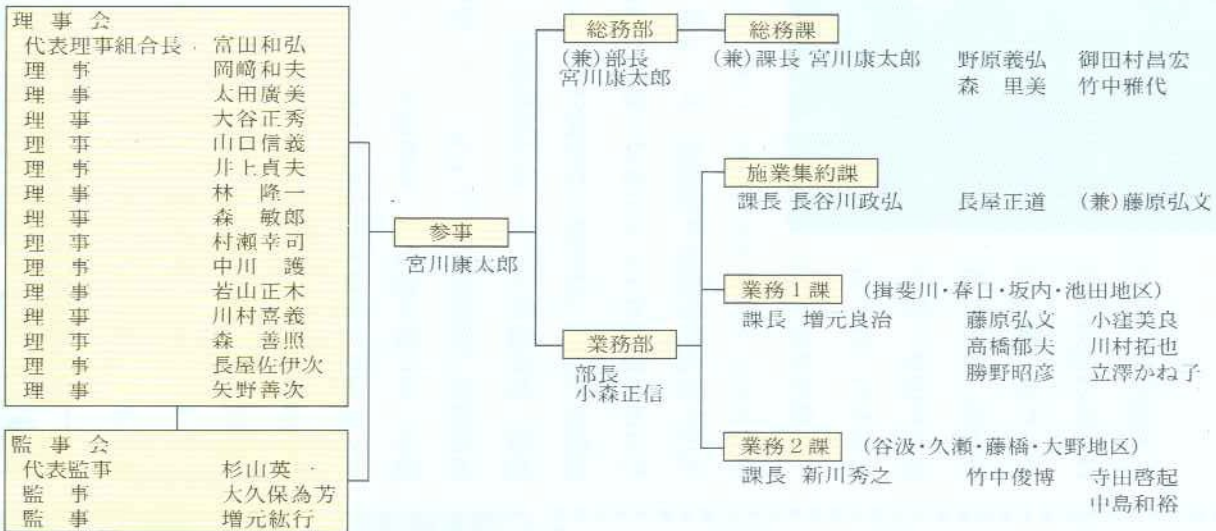 理事会
代表理事組合長 富田和弘
理事 岡﨑和夫
理事 太田廣美
理事 大谷正秀
理事 山口信義
理事 井上貞夫
理事 林 隆一
理事 森 敏郎
理事 村瀬幸司
理事 中川 護
理事 若山正木
理事 川村喜義
理事 森 善照
理事 長屋佐伊次
理事 矢野善次
監事会
代表監事 杉山英一
監事 大久保為芳
監事 増元紘行
参事
宮川康太郎
総務部
(兼)部長
宮川康太郎
総務課
(兼)課長 宮川康太郎 野原義弘 御田村昌宏
森 里美 竹中雅代
業務部
部長
小森正信
施業集約課
課長 長谷川政弘 長屋正道 (兼)藤原弘文
業務1課 (揖斐川・春日・坂内・池田地区)
課長 増元良治 藤原弘文 小窪美良
高橋郁夫 川村拓也
勝野昭彦 立澤かね子
業務2課 (谷汲・久瀬・藤橋・大野地区)
課長 新川秀之 竹中俊博 寺田啓起
中島和裕